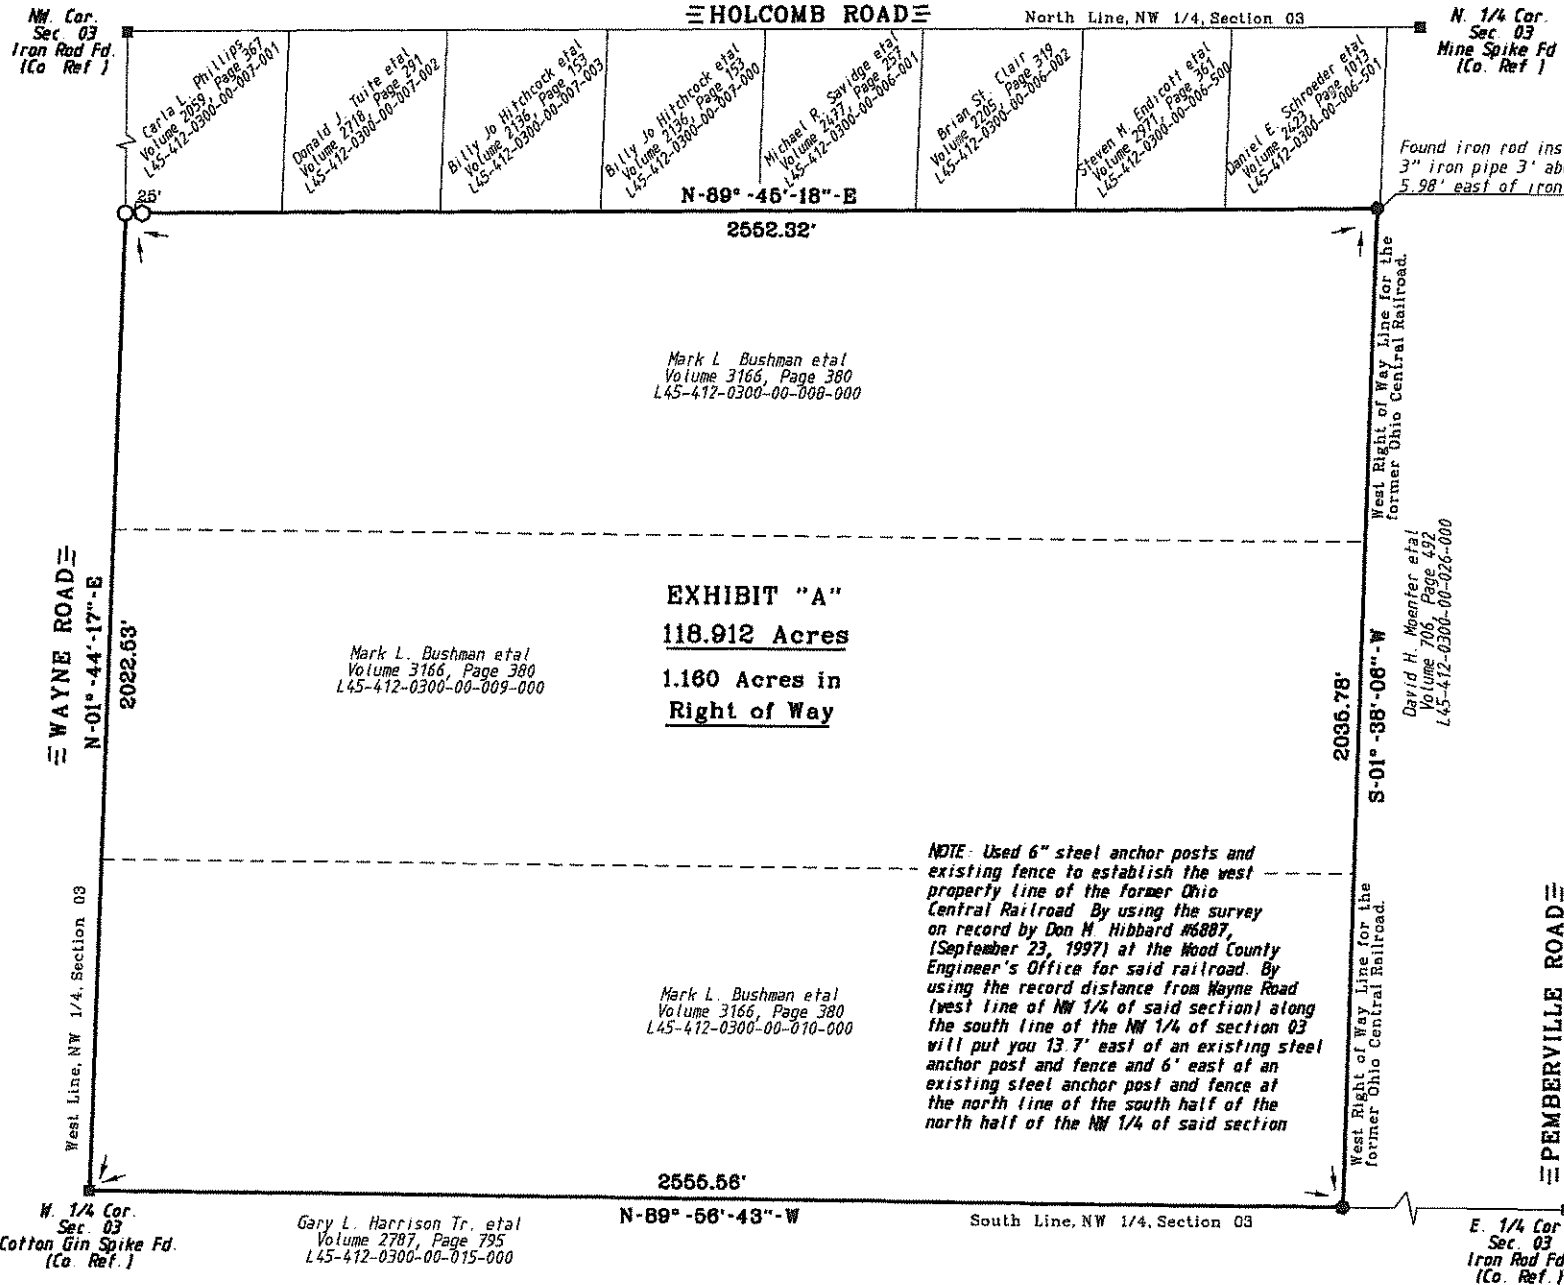 HOLCOMB ROAD
North Line, NW 1/4, Section 03
NW. Cor.
Sec. 03
Iron Rod Fd.
(Co Ref )
N. 1/4 Cor.
Sec. 03
Mine Spike Fd
(Co. Ref )
Carla L. Phillips
Volume 2059, Page 367
L45-412-0300-00-007-001
Donald J. Tuite etal
Volume 2718, Page 291
L45-412-0300-00-007-002
Billy Jo Hitchcock etal
Volume 2136, Page 153
L45-412-0300-00-007-003
Billy Jo Hitchcock etal
Volume 2136, Page 153
L45-412-0300-00-007-000
Michael R. Savidge etal
Volume 2477, Page 257
L45-412-0300-00-006-001
Brian St. Clair
Volume 2205, Page 319
L45-412-0300-00-006-002
Steven M. Endicott etal
Volume 2971, Page 361
L45-412-0300-00-006-500
Daniel E. Schroeder etal
Volume 2423, Page 1013
L45-412-0300-00-006-501
Found iron rod ins
3" iron pipe 3' ab
5.98' east of iron
25'
N-89°-45'-18"-E
2552.32'
West Right of Way Line for the
former Ohio Central Railroad.
Mark L Bushman etal
Volume 3166, Page 380
L45-412-0300-00-008-000
WAYNE ROAD
N-01°-44'-17"-E
2022.53'
EXHIBIT "A"
118.912 Acres
1.160 Acres in
Right of Way
Mark L. Bushman etal
Volume 3166, Page 380
L45-412-0300-00-009-000
2035.78'
S-01°-38'-06"-W
David H. Moenter etal
Volume 706, Page 492
L45-412-0300-00-026-000
NOTE: Used 6" steel anchor posts and
existing fence to establish the west
property line of the former Ohio
Central Railroad By using the survey
on record by Don M. Hibbard #6887,
(September 23, 1997) at the Wood County
Engineer's Office for said railroad. By
using the record distance from Wayne Road
(west line of NW 1/4 of said section) along
the south line of the NW 1/4 of section 03
will put you 13.7' east of an existing steel
anchor post and fence and 6' east of an
existing steel anchor post and fence at
the north line of the south half of the
north half of the NW 1/4 of said section
West Line, NW 1/4, Section 03
Mark L. Bushman etal
Volume 3166, Page 380
L45-412-0300-00-010-000
West Right of Way Line for the
former Ohio Central Railroad.
PEMBERVILLE ROAD
2555.56'
N-89°-56'-43"-W
South Line, NW 1/4, Section 03
W. 1/4 Cor.
Sec. 03
Cotton Gin Spike Fd.
(Co. Ref.)
Gary L. Harrison Tr. etal
Volume 2787, Page 795
L45-412-0300-00-015-000
E. 1/4 Cor
Sec. 03
Iron Rod Fd
(Co. Ref.)